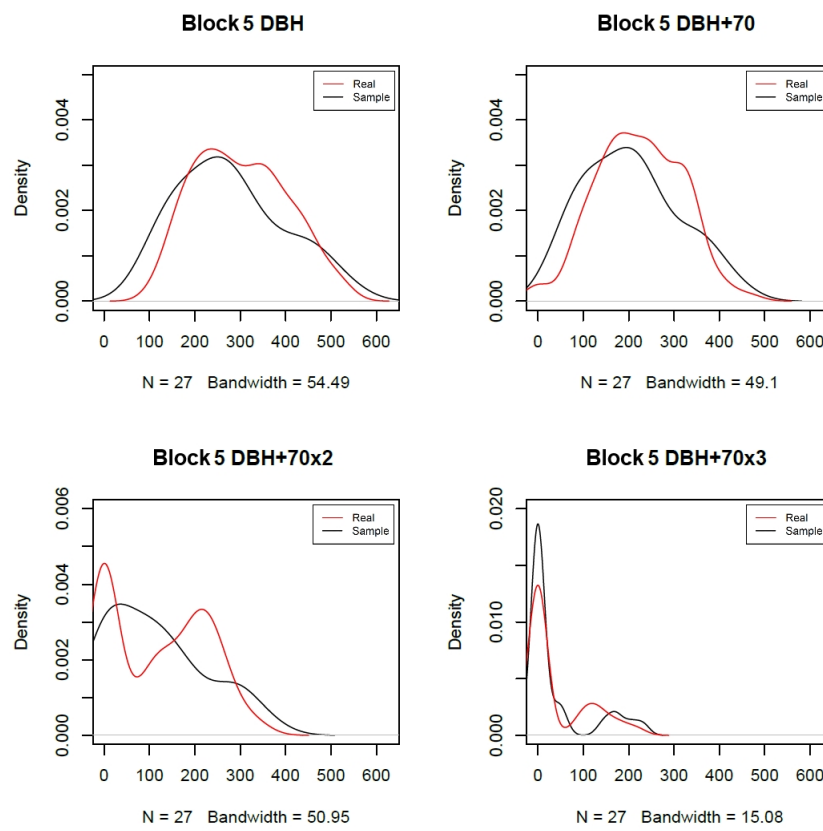 Block 5 DBH
Density
0.000 0.002 0.004
Real
Sample
0 100 200 300 400 500 600
N = 27 Bandwidth = 54.49
Block 5 DBH+70
Density
0.000 0.002 0.004
Real
Sample
0 100 200 300 400 500 600
N = 27 Bandwidth = 49.1
Block 5 DBH+70x2
Density
0.000 0.002 0.004 0.006
Real
Sample
0 100 200 300 400 500 600
N = 27 Bandwidth = 50.95
Block 5 DBH+70x3
Density
0.000 0.010 0.020
Real
Sample
0 100 200 300 400 500 600
N = 27 Bandwidth = 15.08